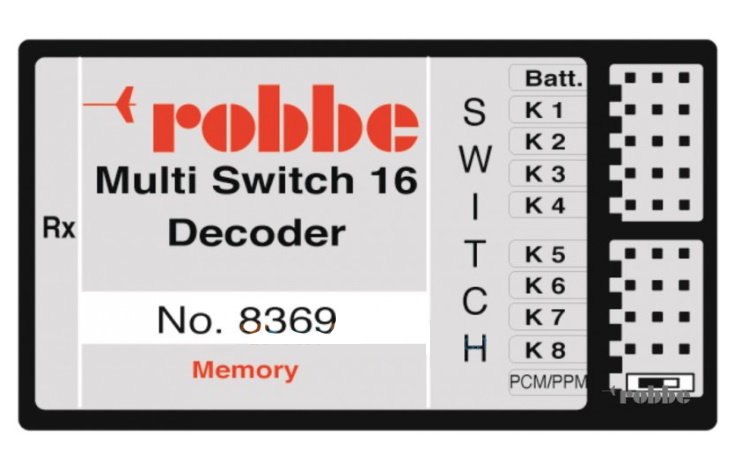 robbe
Multi Switch 16
Decoder
Rx
No. 8369
Memory
SWITCH
Batt.
K 1
K 2
K 3
K 4
K 5
K 6
K 7
K 8
PCM/PPM
robbe